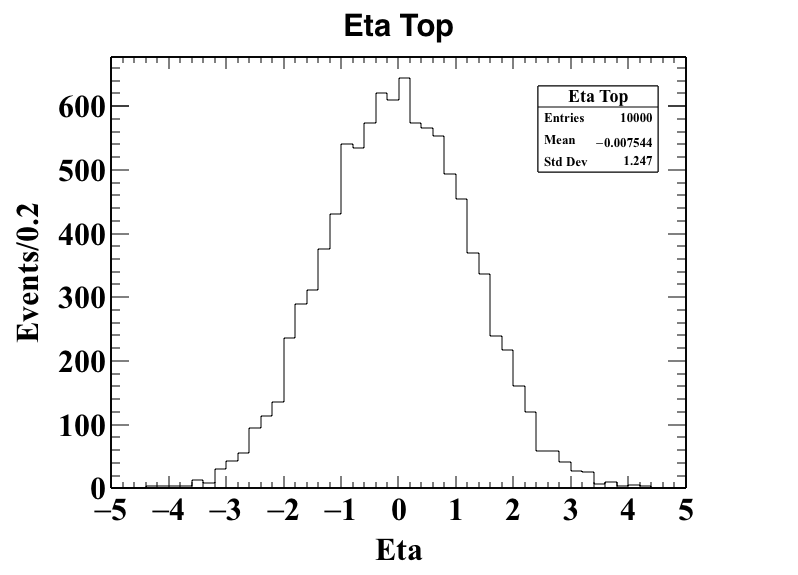 Eta Top
Eta Top
Entries 10000
Mean −0.007544
Std Dev 1.247
Events/0.2
600
500
400
300
200
100
0
−5 −4 −3 −2 −1 0 1 2 3 4 5
Eta